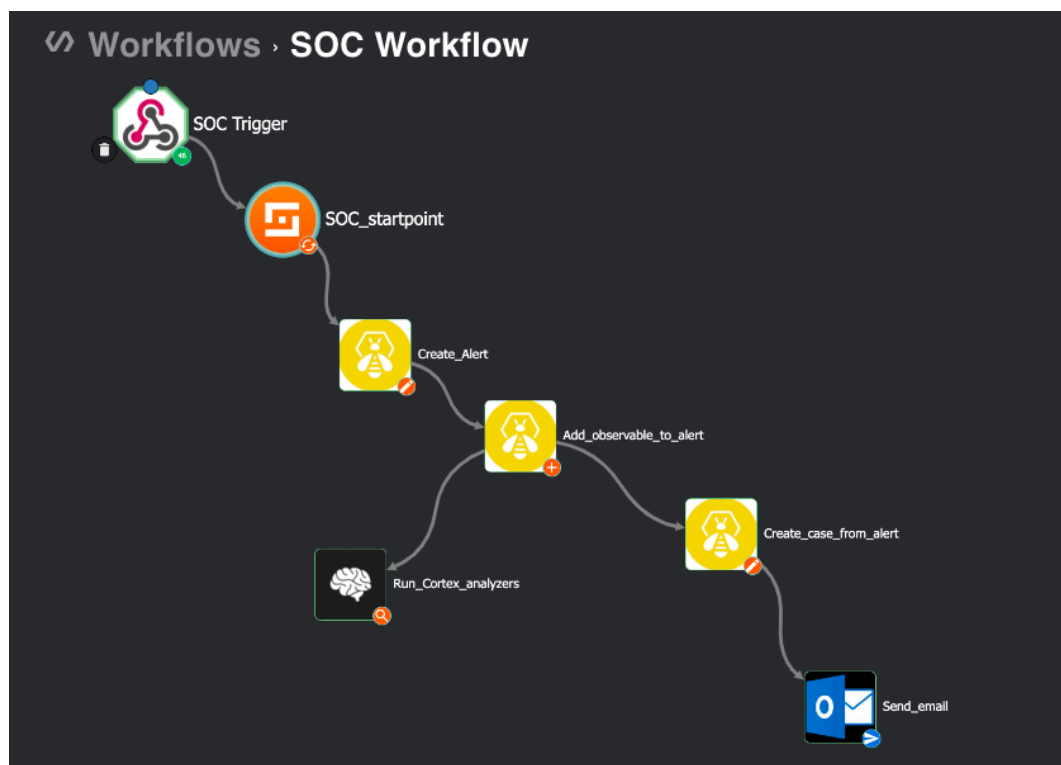 Workflows › SOC Workflow
SOC Trigger
SOC_startpoint
Create_Alert
Add_observable_to_alert
Create_case_from_alert
Run_Cortex_analyzers
Send_email